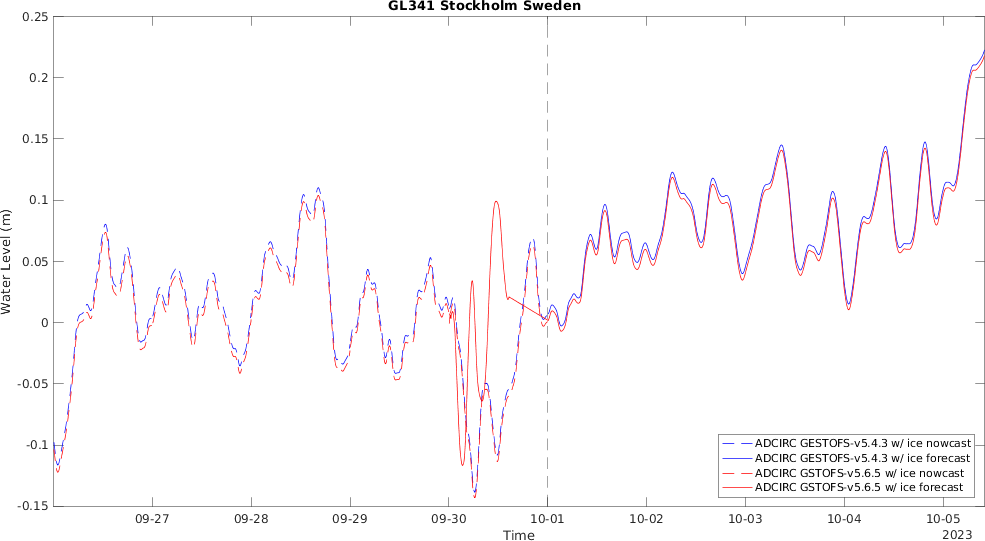 GL341 Stockholm Sweden
Water Level (m)
0.25
0.2
0.15
0.1
0.05
0
-0.05
-0.1
-0.15
09-27
09-28
09-29
09-30
10-01
10-02
10-03
10-04
10-05
Time
2023
ADCIRC GESTOFS-v5.4.3 w/ ice nowcast
ADCIRC GESTOFS-v5.4.3 w/ ice forecast
ADCIRC GSTOFS-v5.6.5 w/ ice nowcast
ADCIRC GSTOFS-v5.6.5 w/ ice forecast